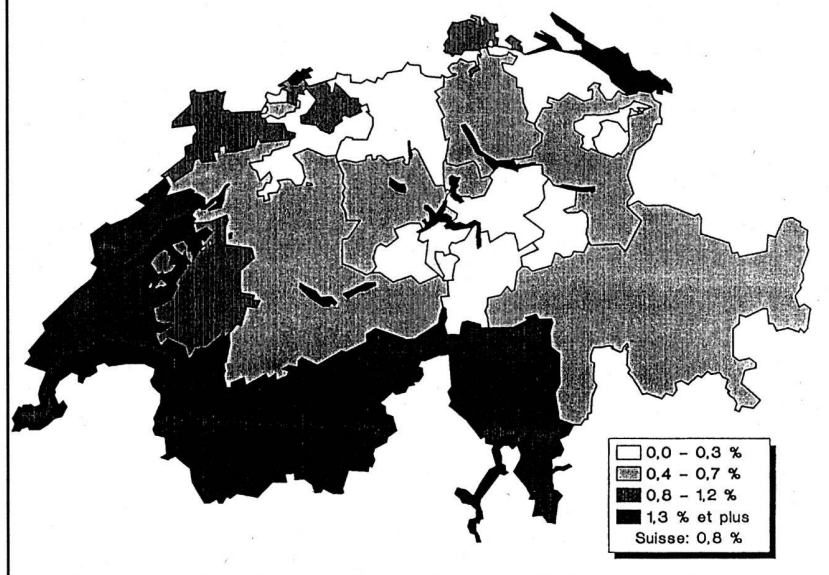 0,0 – 0,3 %
0,4 – 0,7 %
0,8 – 1,2 %
1,3 % et plus
Suisse: 0,8 %